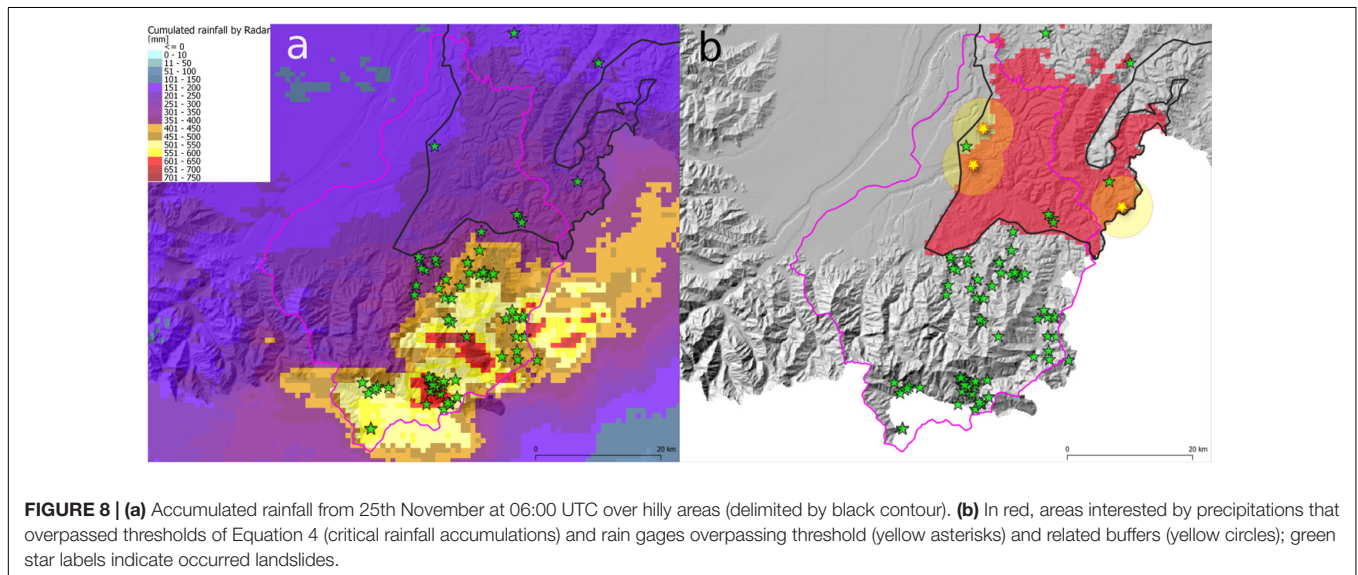 Cumulated rainfall by Radar
[mm]
<= 0
0 - 10
11 - 50
51 - 100
101 - 150
151 - 200
201 - 250
251 - 300
301 - 350
351 - 400
401 - 450
451 - 500
501 - 550
551 - 600
601 - 650
651 - 700
701 - 750
a
b
0 20 km
0 20 km
FIGURE 8 | (a) Accumulated rainfall from 25th November at 06:00 UTC over hilly areas (delimited by black contour). (b) In red, areas interested by precipitations that
overpassed thresholds of Equation 4 (critical rainfall accumulations) and rain gages overpassing threshold (yellow asterisks) and related buffers (yellow circles); green
star labels indicate occurred landslides.